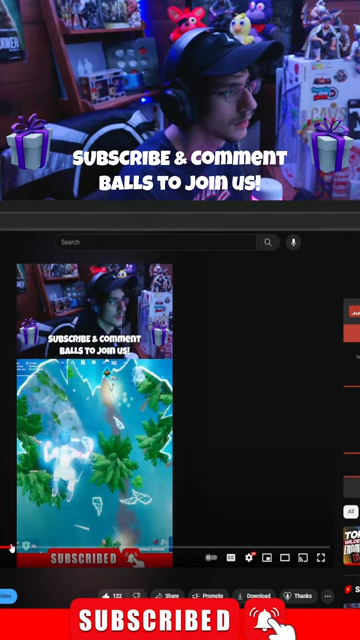 SUBSCRIBE & COMMENT
BALLS TO JOIN US!
Search
SUBSCRIBE & COMMENT
BALLS TO JOIN US!
SUBSCRIBED
All
122
Share
Promote
Download
Thanks
SUBSCRIBED